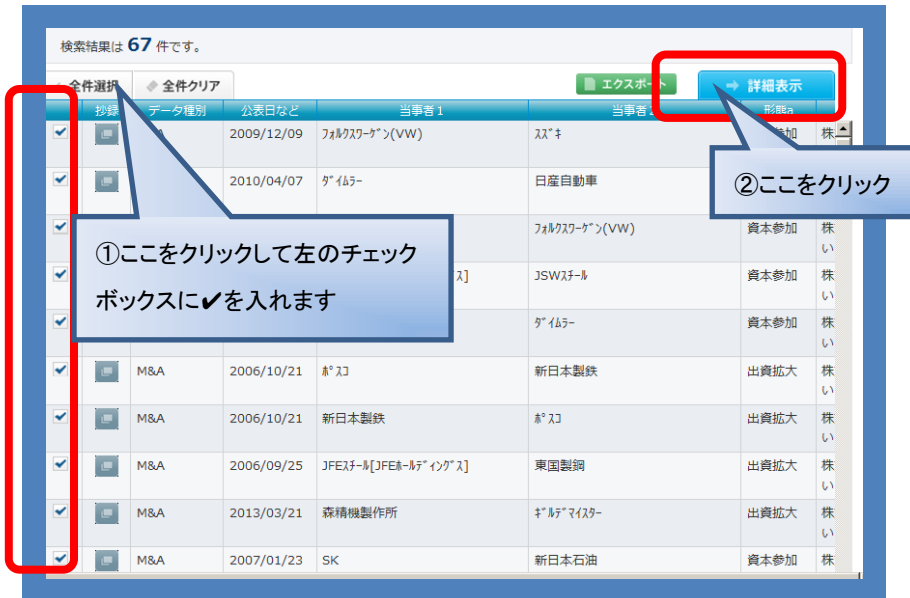 検索結果は 67 件です。
全件選択 全件クリア エクスポート 詳細表示
抄録 データ種別 公表日など 当事者1 当事者 形態a
2009/12/09 ﾌｫﾙｸｽﾜｰｹﾞﾝ(VW) ｽｽﾞｷ 参加 株
2010/04/07 ﾀﾞｲﾑﾗｰ 日産自動車
②ここをクリック
ﾌｫﾙｸｽﾜｰｹﾞﾝ(VW) 資本参加 株
い
①ここをクリックして左のチェック
ボックスに✔を入れます
ｽ] JSWｽﾁｰﾙ 資本参加 株
い
ﾀﾞｲﾑﾗｰ 資本参加 株
い
M&A 2006/10/21 ﾎﾟｽｺ 新日本製鉄 出資拡大 株
い
M&A 2006/10/21 新日本製鉄 ﾎﾟｽｺ 出資拡大 株
い
M&A 2006/09/25 JFEｽﾁｰﾙ[JFEﾎｰﾙﾃﾞｨﾝｸﾞｽ] 東国製鋼 出資拡大 株
い
M&A 2013/03/21 森精機製作所 ｷﾞﾙﾃﾞﾏｲｽﾀｰ 出資拡大 株
い
M&A 2007/01/23 SK 新日本石油 資本参加 株